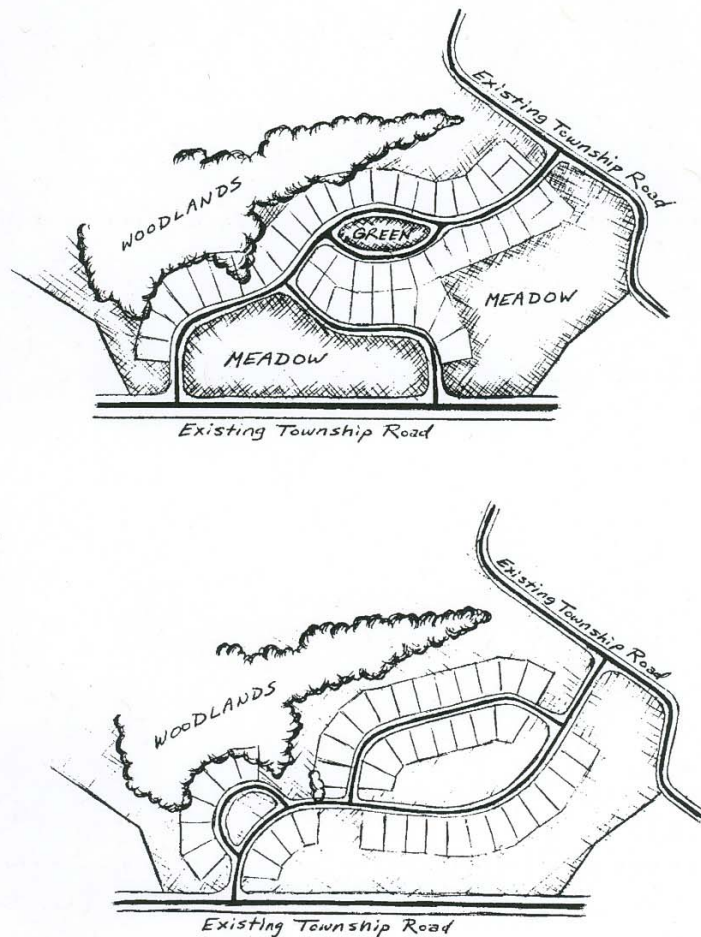 Existing Township Road
WOODLANDS
GREEN
MEADOW
MEADOW
Existing Township Road
Existing Township Road
WOODLANDS
Existing Township Road